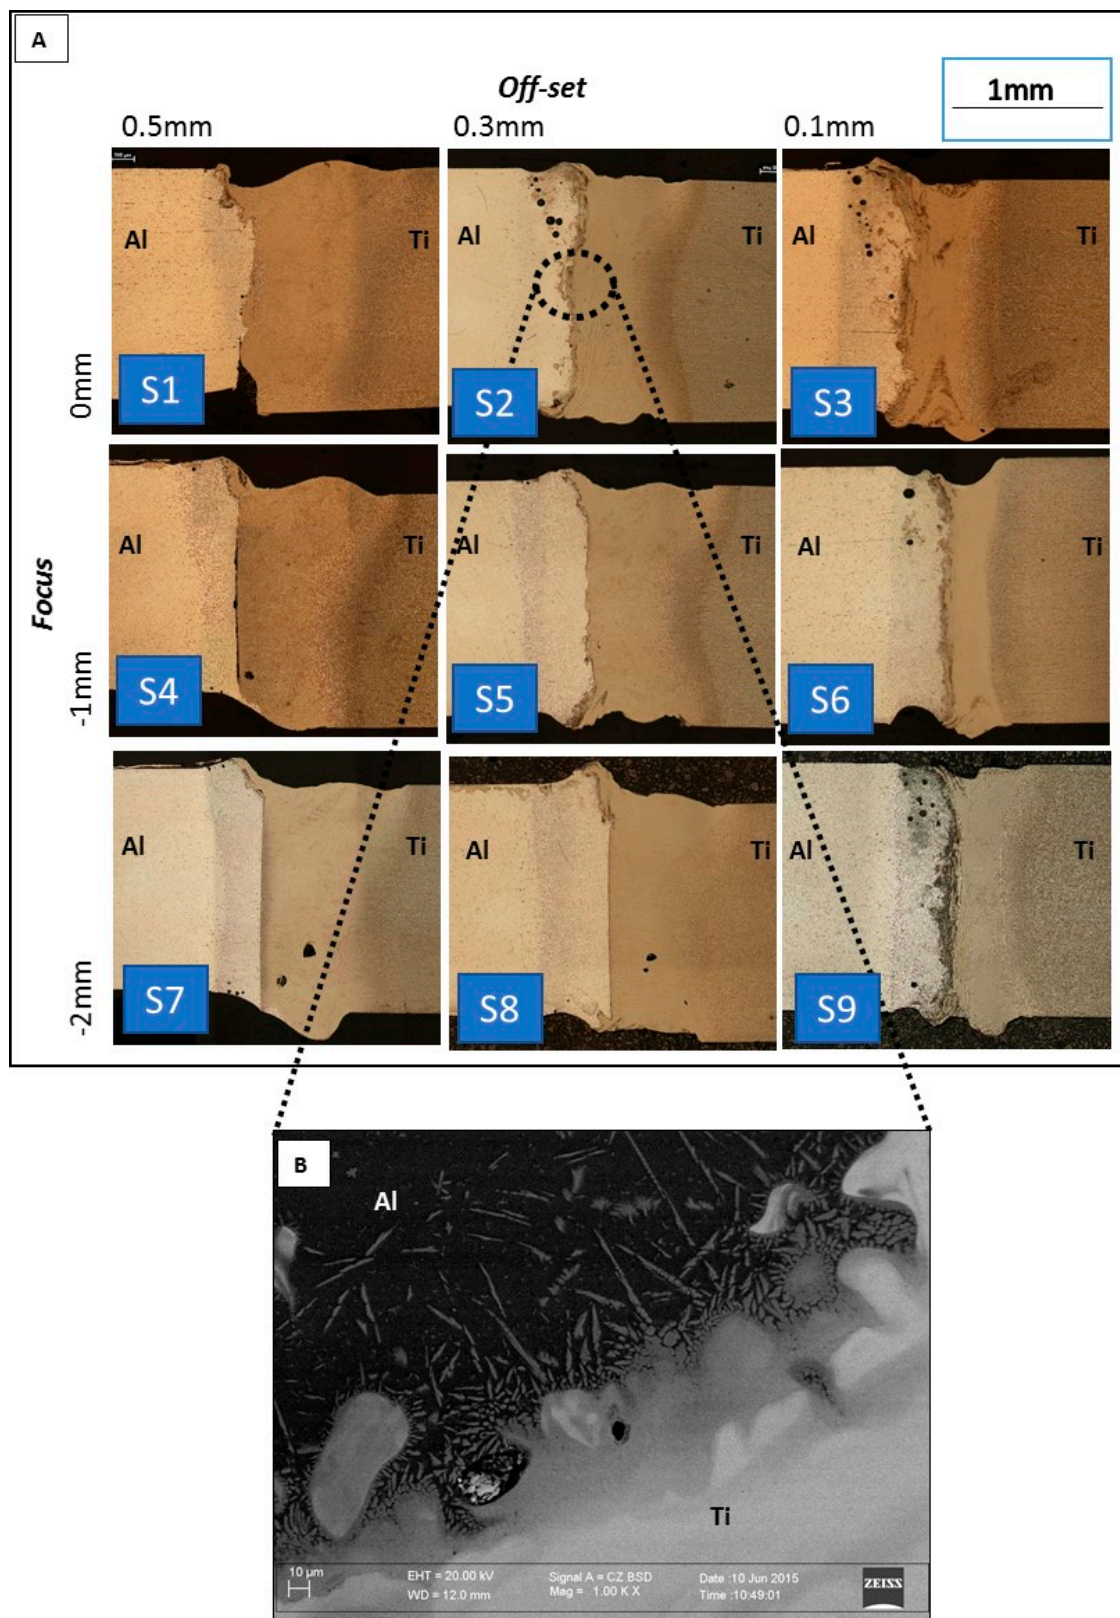 A
Off-set
1mm
0.5mm
0.3mm
0.1mm
Focus
0mm
Al
Ti
S1
Al
Ti
S2
Al
Ti
S3
-1mm
Al
Ti
S4
Al
Ti
S5
Al
Ti
S6
-2mm
Al
Ti
S7
Al
Ti
S8
Al
Ti
S9
B
Al
Ti
10 µm
EHT = 20.00 kV
WD = 12.0 mm
Signal A = CZ BSD
Mag = 1.00 K X
Date :10 Jun 2015
Time :10:49:01
ZEISS